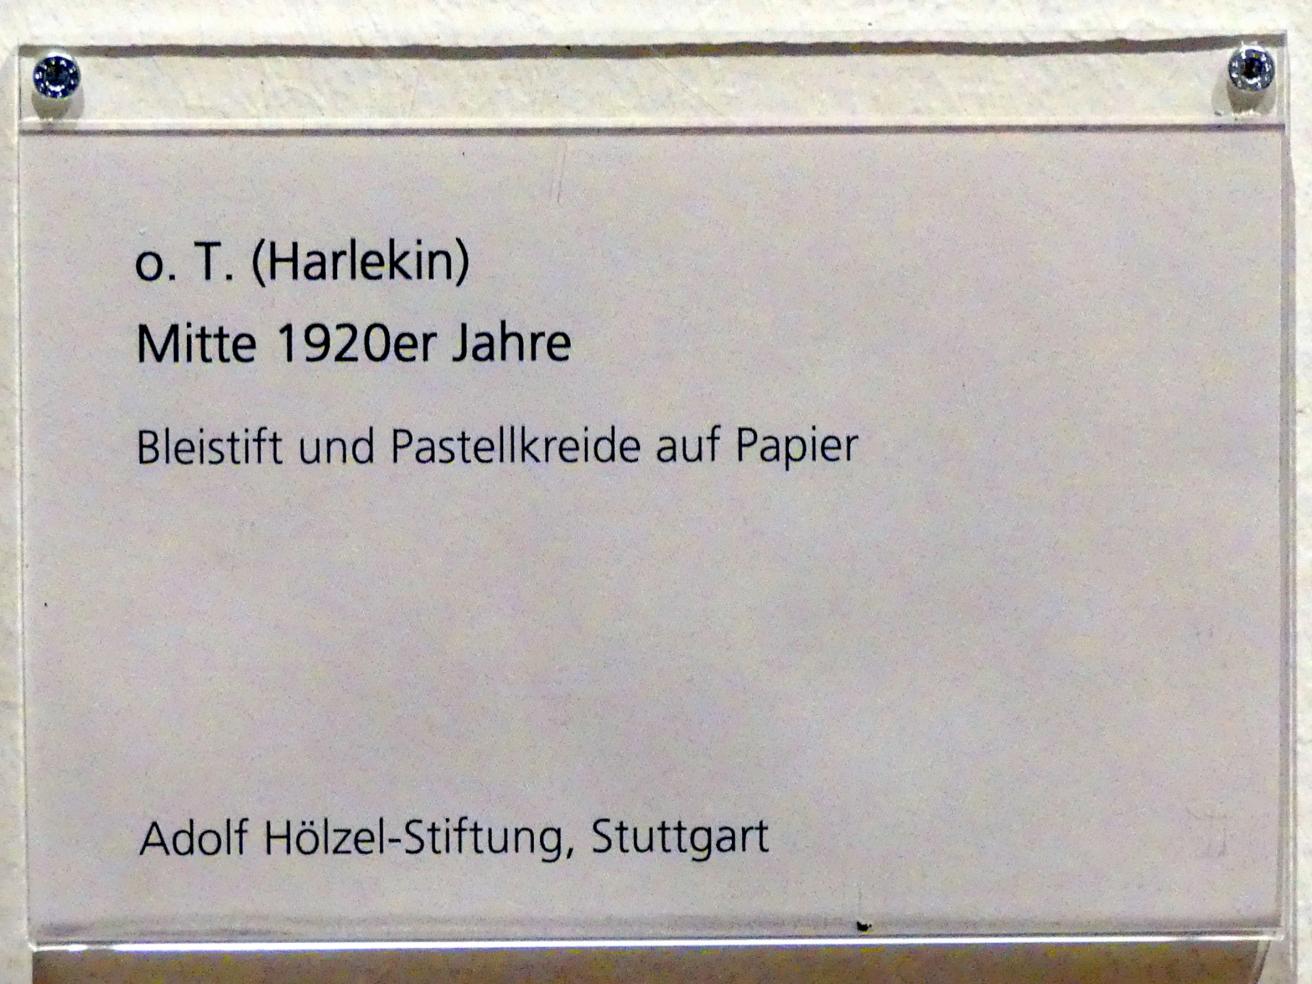 o. T. (Harlekin)
Mitte 1920er Jahre
Bleistift und Pastellkreide auf Papier
Adolf Hölzel-Stiftung, Stuttgart